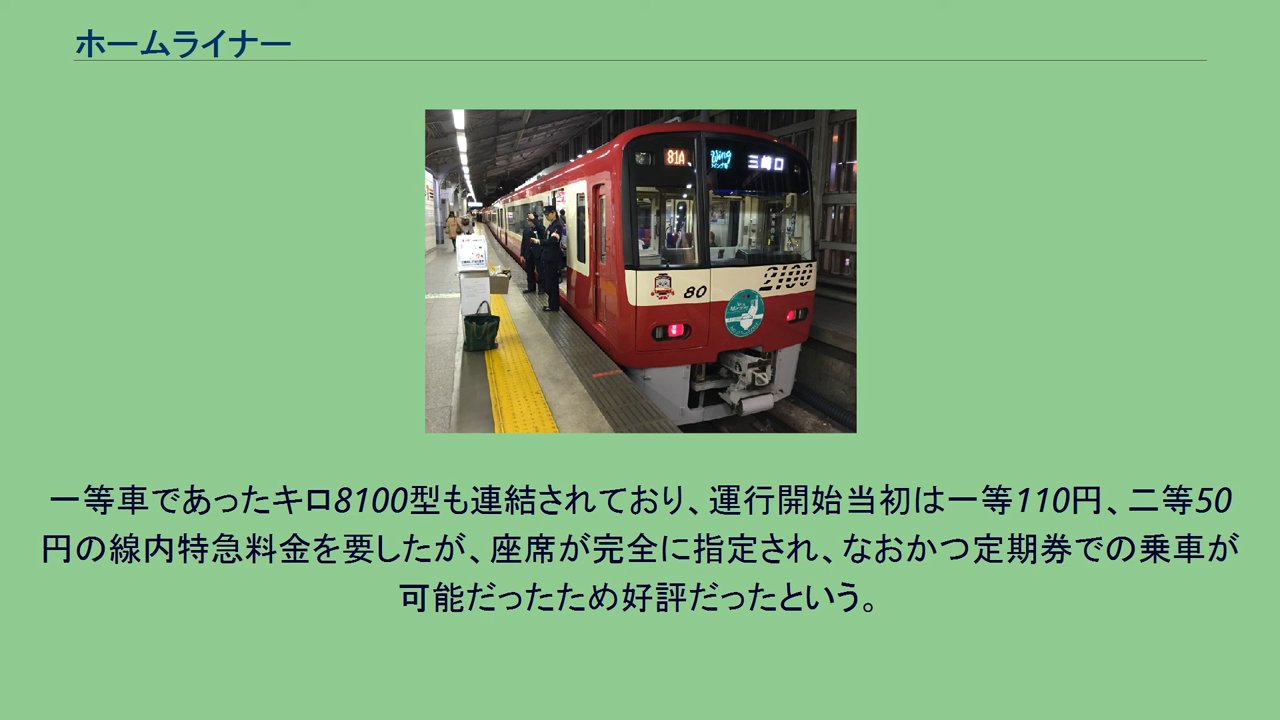 ホームライナー
81A
Wing
三崎口
80
2100
一等車であったキロ8100型も連結されており、運行開始当初は一等110円、二等50
円の線内特急料金を要したが、座席が完全に指定され、なおかつ定期券での乗車が
可能だったため好評だったという。